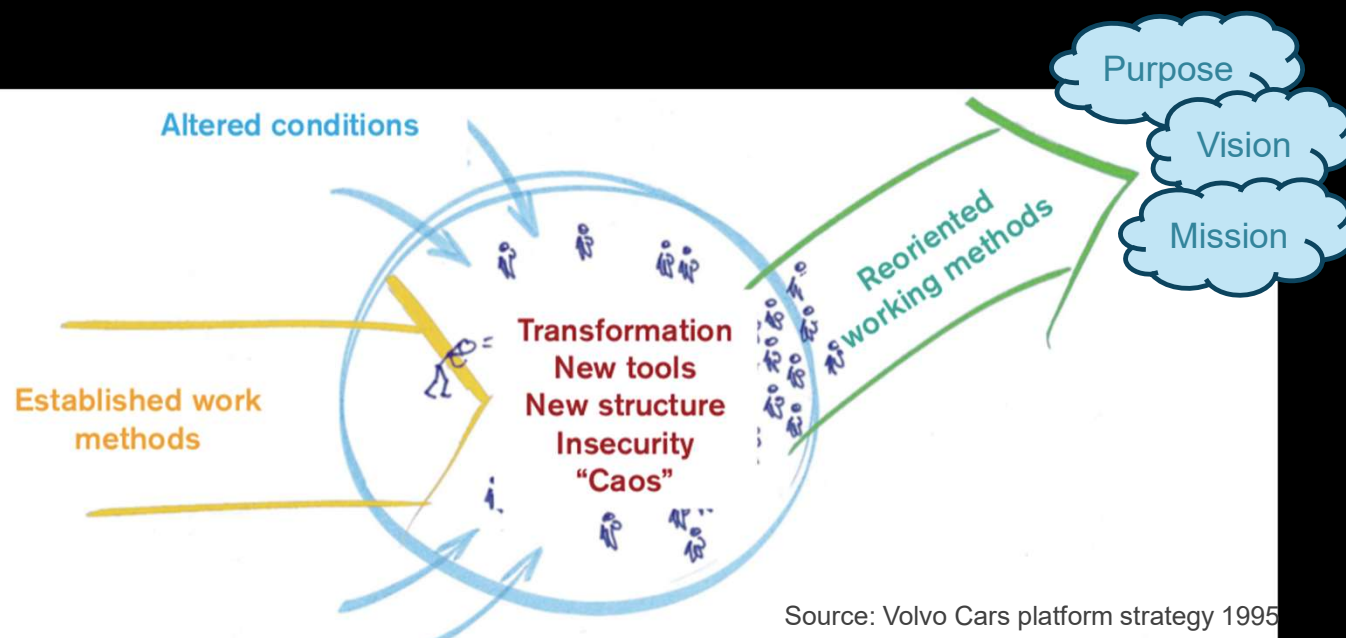 Purpose
Vision
Mission
Altered conditions
Reoriented
working methods
Established work
methods
Transformation
New tools
New structure
Insecurity
“Caos”
Source: Volvo Cars platform strategy 1995